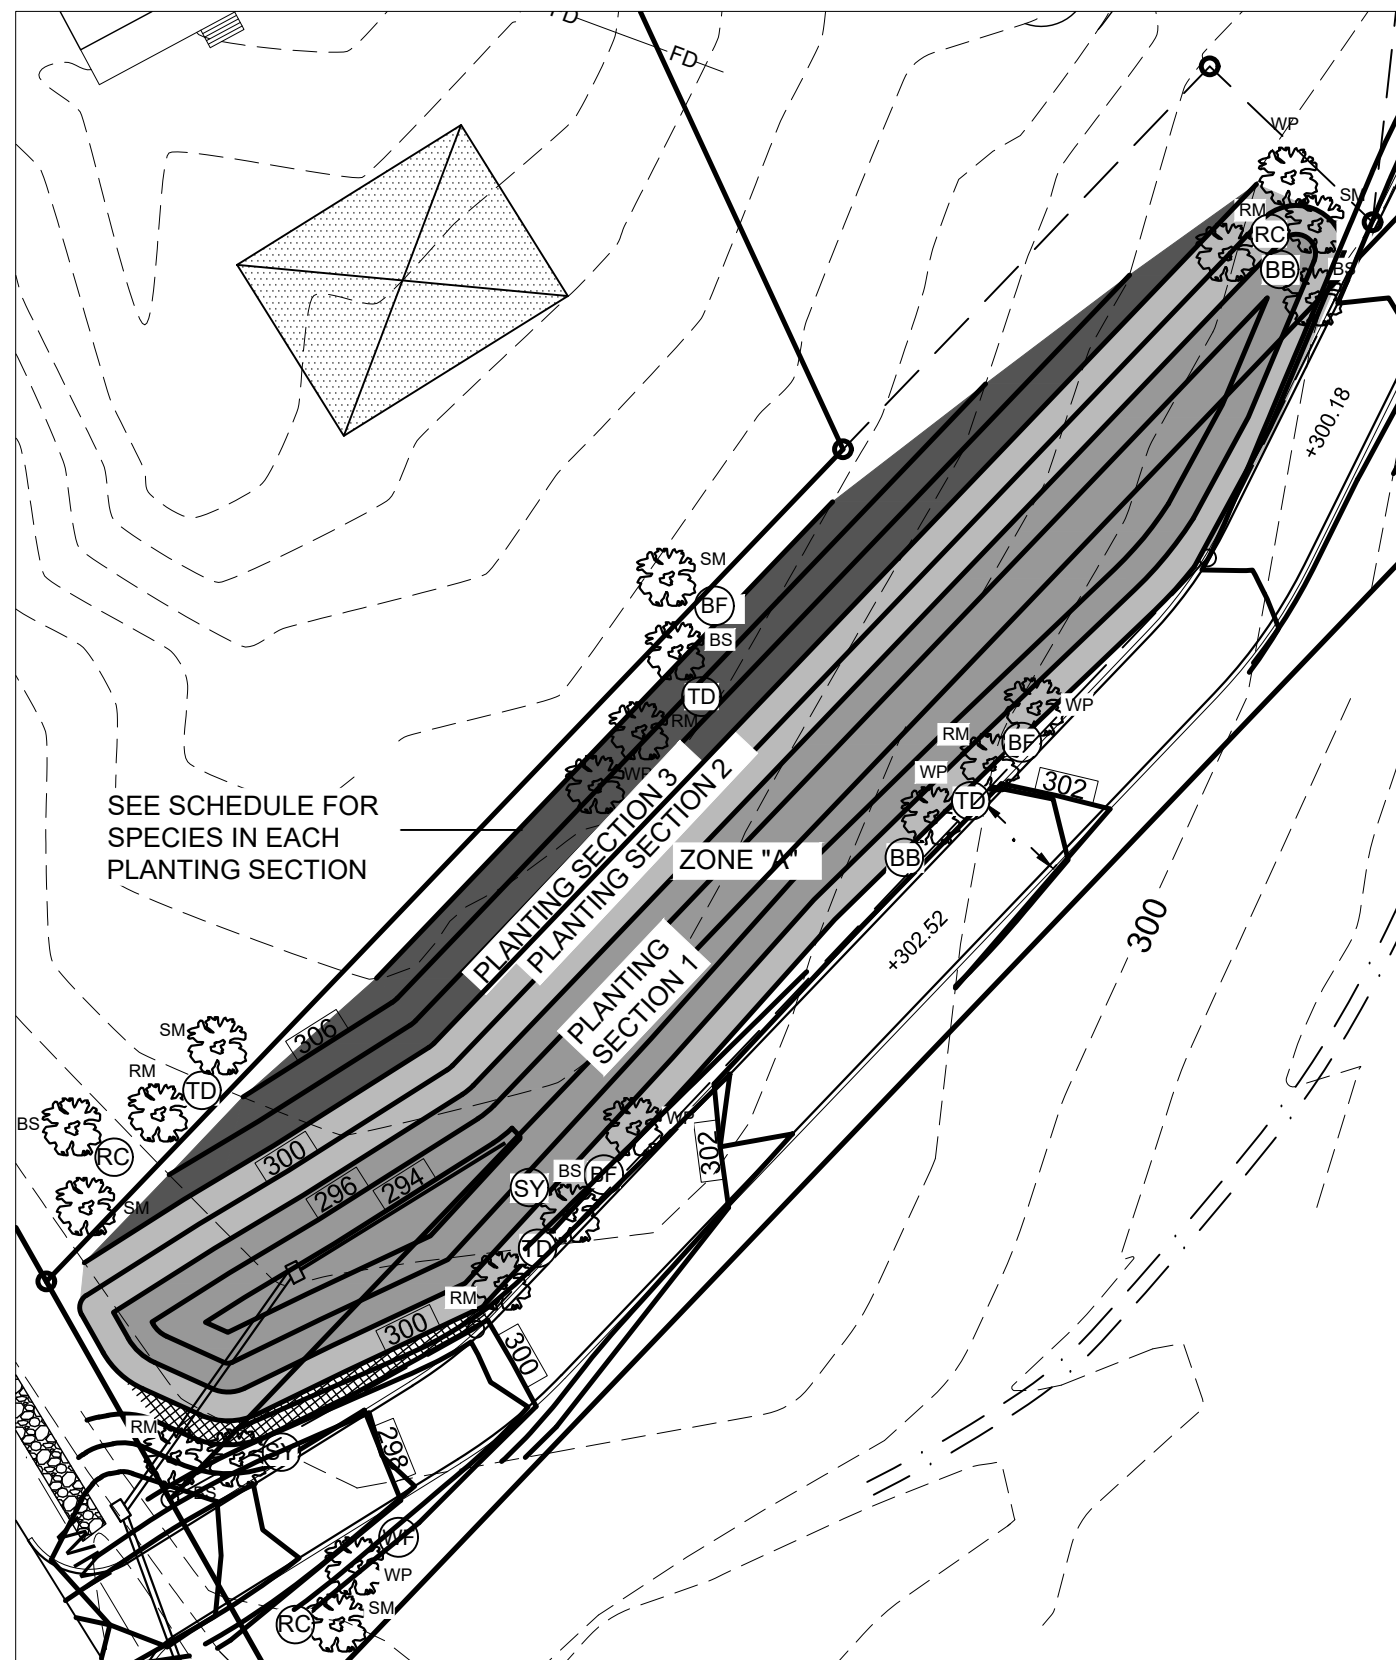 FD
FD
WP
SM
RM
RC
BB
BS
+300.18
SM
BF
BS
TD
RM
WP
WP
RM
BF
WP
302
TD
BB
SEE SCHEDULE FOR
SPECIES IN EACH
PLANTING SECTION
PLANTING SECTION 3
PLANTING SECTION 2
ZONE "A"
PLANTING
SECTION 1
+302.52
300
306
SM
RM
TD
BS
RC
SM
300
296
294
WP
302
BS
BF
SY
TD
RM
300
300
RM
SY
298
WF
WP
SM
RC